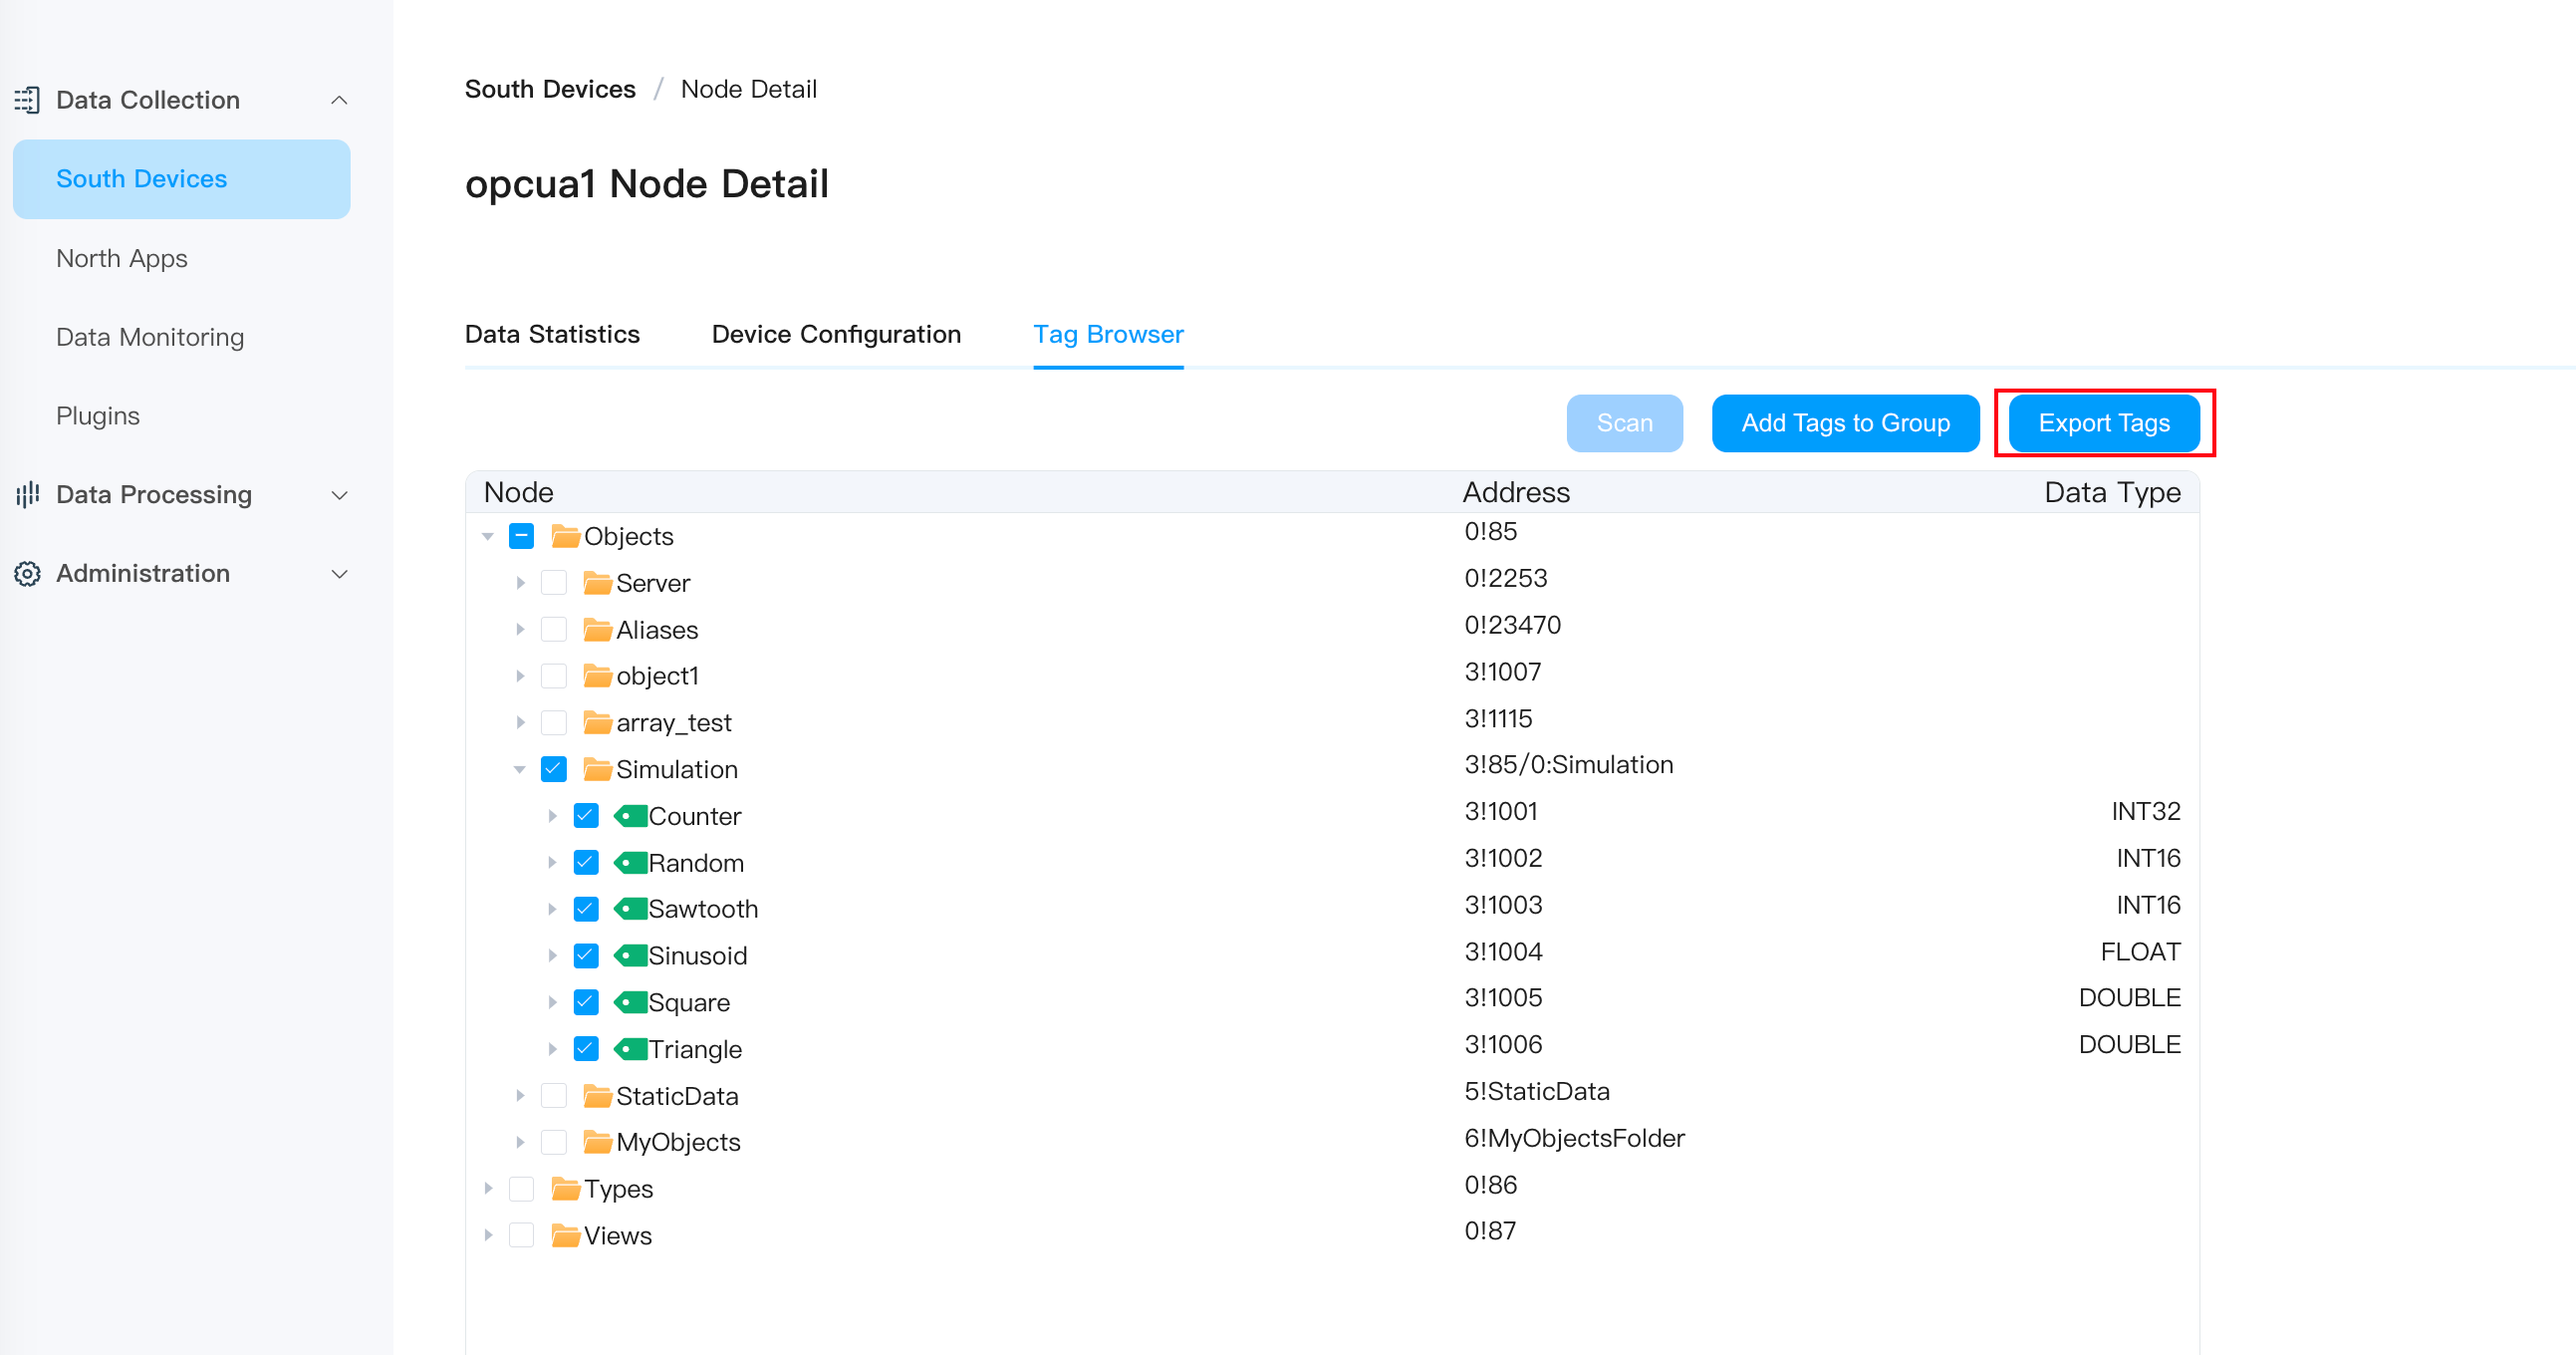 Data Collection
South Devices
North Apps
Data Monitoring
Plugins
Data Processing
Administration
South Devices / Node Detail
opcua1 Node Detail
Data Statistics Device Configuration Tag Browser
Scan Add Tags to Group Export Tags
Node Address Data Type
Objects 0!85
Server 0!2253
Aliases 0!23470
object1 3!1007
array_test 3!1115
Simulation 3!85/0:Simulation
Counter 3!1001 INT32
Random 3!1002 INT16
Sawtooth 3!1003 INT16
Sinusoid 3!1004 FLOAT
Square 3!1005 DOUBLE
Triangle 3!1006 DOUBLE
StaticData 5!StaticData
MyObjects 6!MyObjectsFolder
Types 0!86
Views 0!87